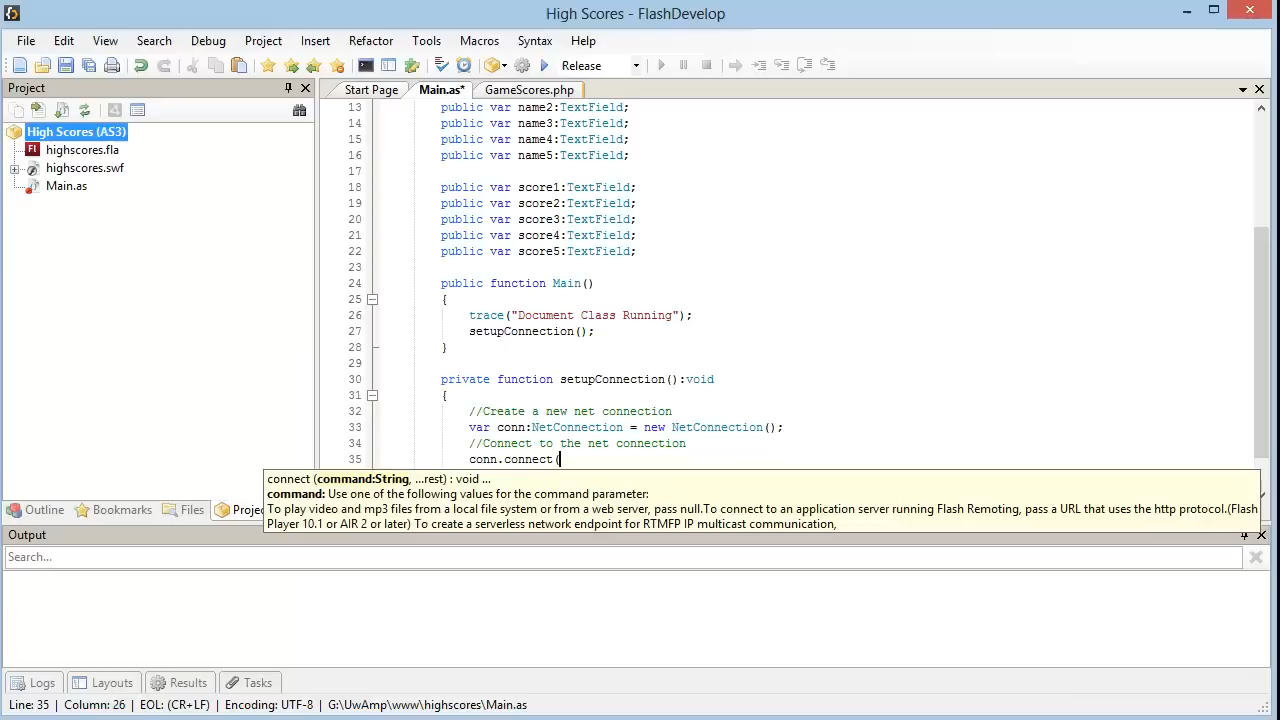 High Scores - FlashDevelop
File Edit View Search Debug Project Insert Refactor Tools Macros Syntax Help
Release
Project
Start Page Main.as* GameScores.php
High Scores (AS3)
highscores.fla
highscores.swf
Main.as
13 public var name2:TextField;
14 public var name3:TextField;
15 public var name4:TextField;
16 public var name5:TextField;
17
18 public var score1:TextField;
19 public var score2:TextField;
20 public var score3:TextField;
21 public var score4:TextField;
22 public var score5:TextField;
23
24 public function Main()
25 {
26 trace("Document Class Running");
27 setupConnection();
28 }
29
30 private function setupConnection():void
31 {
32 //Create a new net connection
33 var conn:NetConnection = new NetConnection();
34 //Connect to the net connection
35 conn.connect(
connect (command:String, ...rest) : void ...
command: Use one of the following values for the command parameter:
To play video and mp3 files from a local file system or from a web server, pass null.To connect to an application server running Flash Remoting, pass a URL that uses the http protocol.(Flash
Player 10.1 or AIR 2 or later) To create a serverless network endpoint for RTMFP IP multicast communication,
Outline Bookmarks Files Proje
Output
Search...
Logs Layouts Results Tasks
Line: 35 | Column: 26 | EOL: (CR+LF) | Encoding: UTF-8 | G:\UwAmp\www\highscores\Main.as